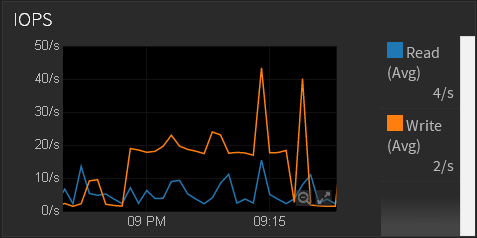 IOPS
50/s
40/s
30/s
20/s
10/s
0/s
09 PM
09:15
Read
(Avg)
4/s
Write
(Avg)
2/s